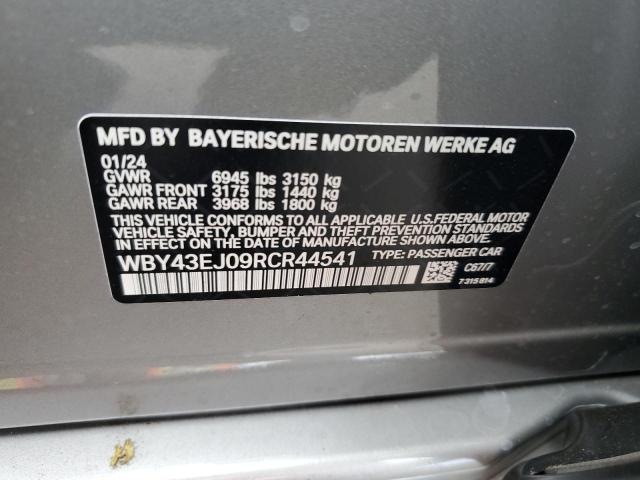 MFD BY BAYERISCHE MOTOREN WERKE AG
01/24
GVWR 6945 lbs 3150 kg
GAWR FRONT 3175 lbs 1440 kg
GAWR REAR 3968 lbs 1800 kg
THIS VEHICLE CONFORMS TO ALL APPLICABLE U.S.FEDERAL MOTOR
VEHICLE SAFETY, BUMPER AND THEFT PREVENTION STANDARDS IN
EFFECT ON THE DATE OF MANUFACTURE SHOWN ABOVE.
WBY43EJ09RCR44541 TYPE: PASSENGER CAR
C67/7
7315814